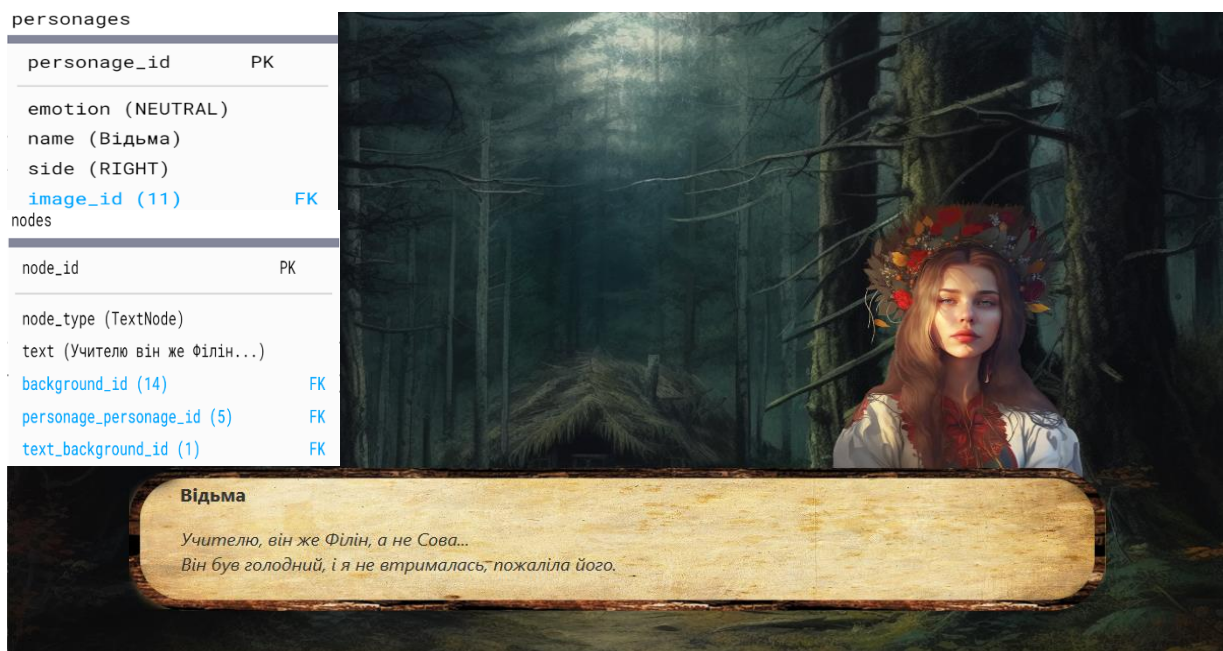 personages
personage_id PK
emotion (NEUTRAL)
name (Відьма)
side (RIGHT)
image_id (11) FK
nodes
node_id PK
node_type (TextNode)
text (Учителю він же Філін...)
background_id (14) FK
personage_personage_id (5) FK
text_background_id (1) FK
Відьма
Учителю, він же Філін, а не Сова...
Він був голодний, і я не втрималась, пожаліла його.